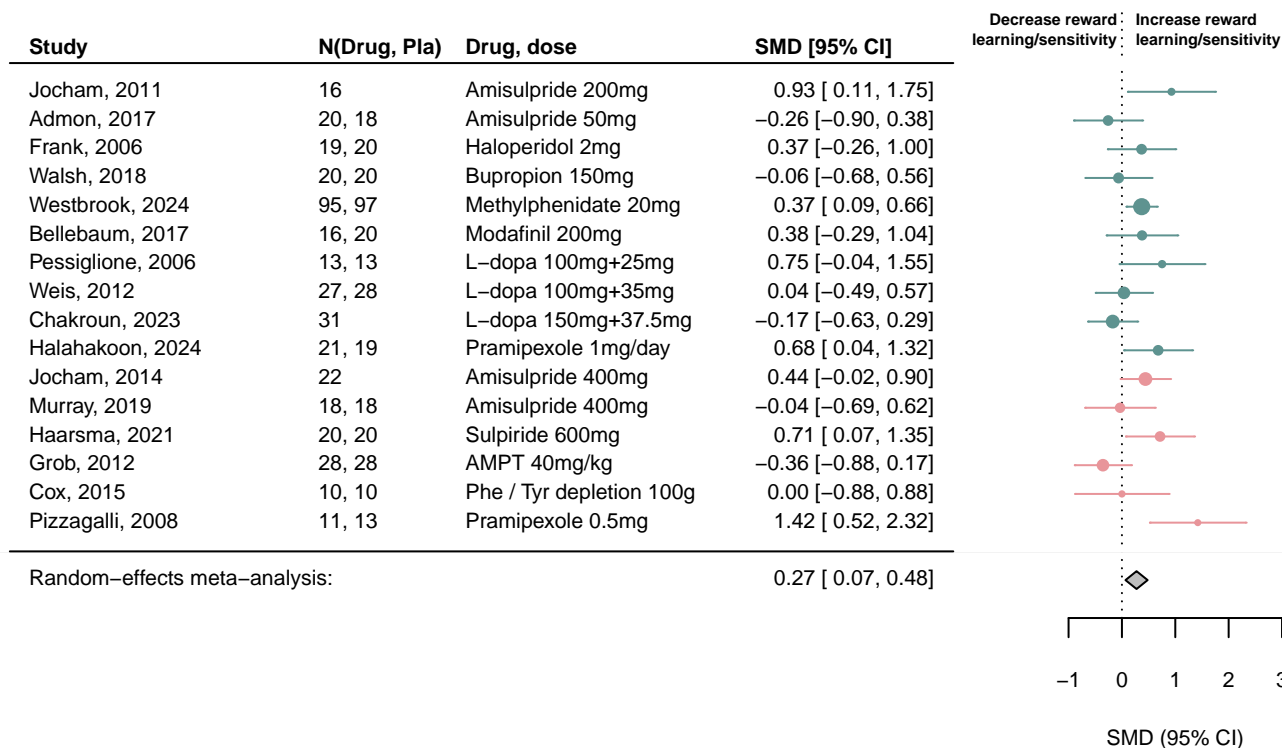 Decrease reward Increase reward
Study N(Drug, Pla) Drug, dose SMD [95% CI] learning/sensitivity learning/sensitivity
Jocham, 2011 16 Amisulpride 200mg 0.93 [ 0.11, 1.75]
Admon, 2017 20, 18 Amisulpride 50mg −0.26 [−0.90, 0.38]
Frank, 2006 19, 20 Haloperidol 2mg 0.37 [−0.26, 1.00]
Walsh, 2018 20, 20 Bupropion 150mg −0.06 [−0.68, 0.56]
Westbrook, 2024 95, 97 Methylphenidate 20mg 0.37 [ 0.09, 0.66]
Bellebaum, 2017 16, 20 Modafinil 200mg 0.38 [−0.29, 1.04]
Pessiglione, 2006 13, 13 L−dopa 100mg+25mg 0.75 [−0.04, 1.55]
Weis, 2012 27, 28 L−dopa 100mg+35mg 0.04 [−0.49, 0.57]
Chakroun, 2023 31 L−dopa 150mg+37.5mg −0.17 [−0.63, 0.29]
Halahakoon, 2024 21, 19 Pramipexole 1mg/day 0.68 [ 0.04, 1.32]
Jocham, 2014 22 Amisulpride 400mg 0.44 [−0.02, 0.90]
Murray, 2019 18, 18 Amisulpride 400mg −0.04 [−0.69, 0.62]
Haarsma, 2021 20, 20 Sulpiride 600mg 0.71 [ 0.07, 1.35]
Grob, 2012 28, 28 AMPT 40mg/kg −0.36 [−0.88, 0.17]
Cox, 2015 10, 10 Phe / Tyr depletion 100g 0.00 [−0.88, 0.88]
Pizzagalli, 2008 11, 13 Pramipexole 0.5mg 1.42 [ 0.52, 2.32]
Random−effects meta−analysis: 0.27 [ 0.07, 0.48]
−1 0 1 2 3
SMD (95% CI)